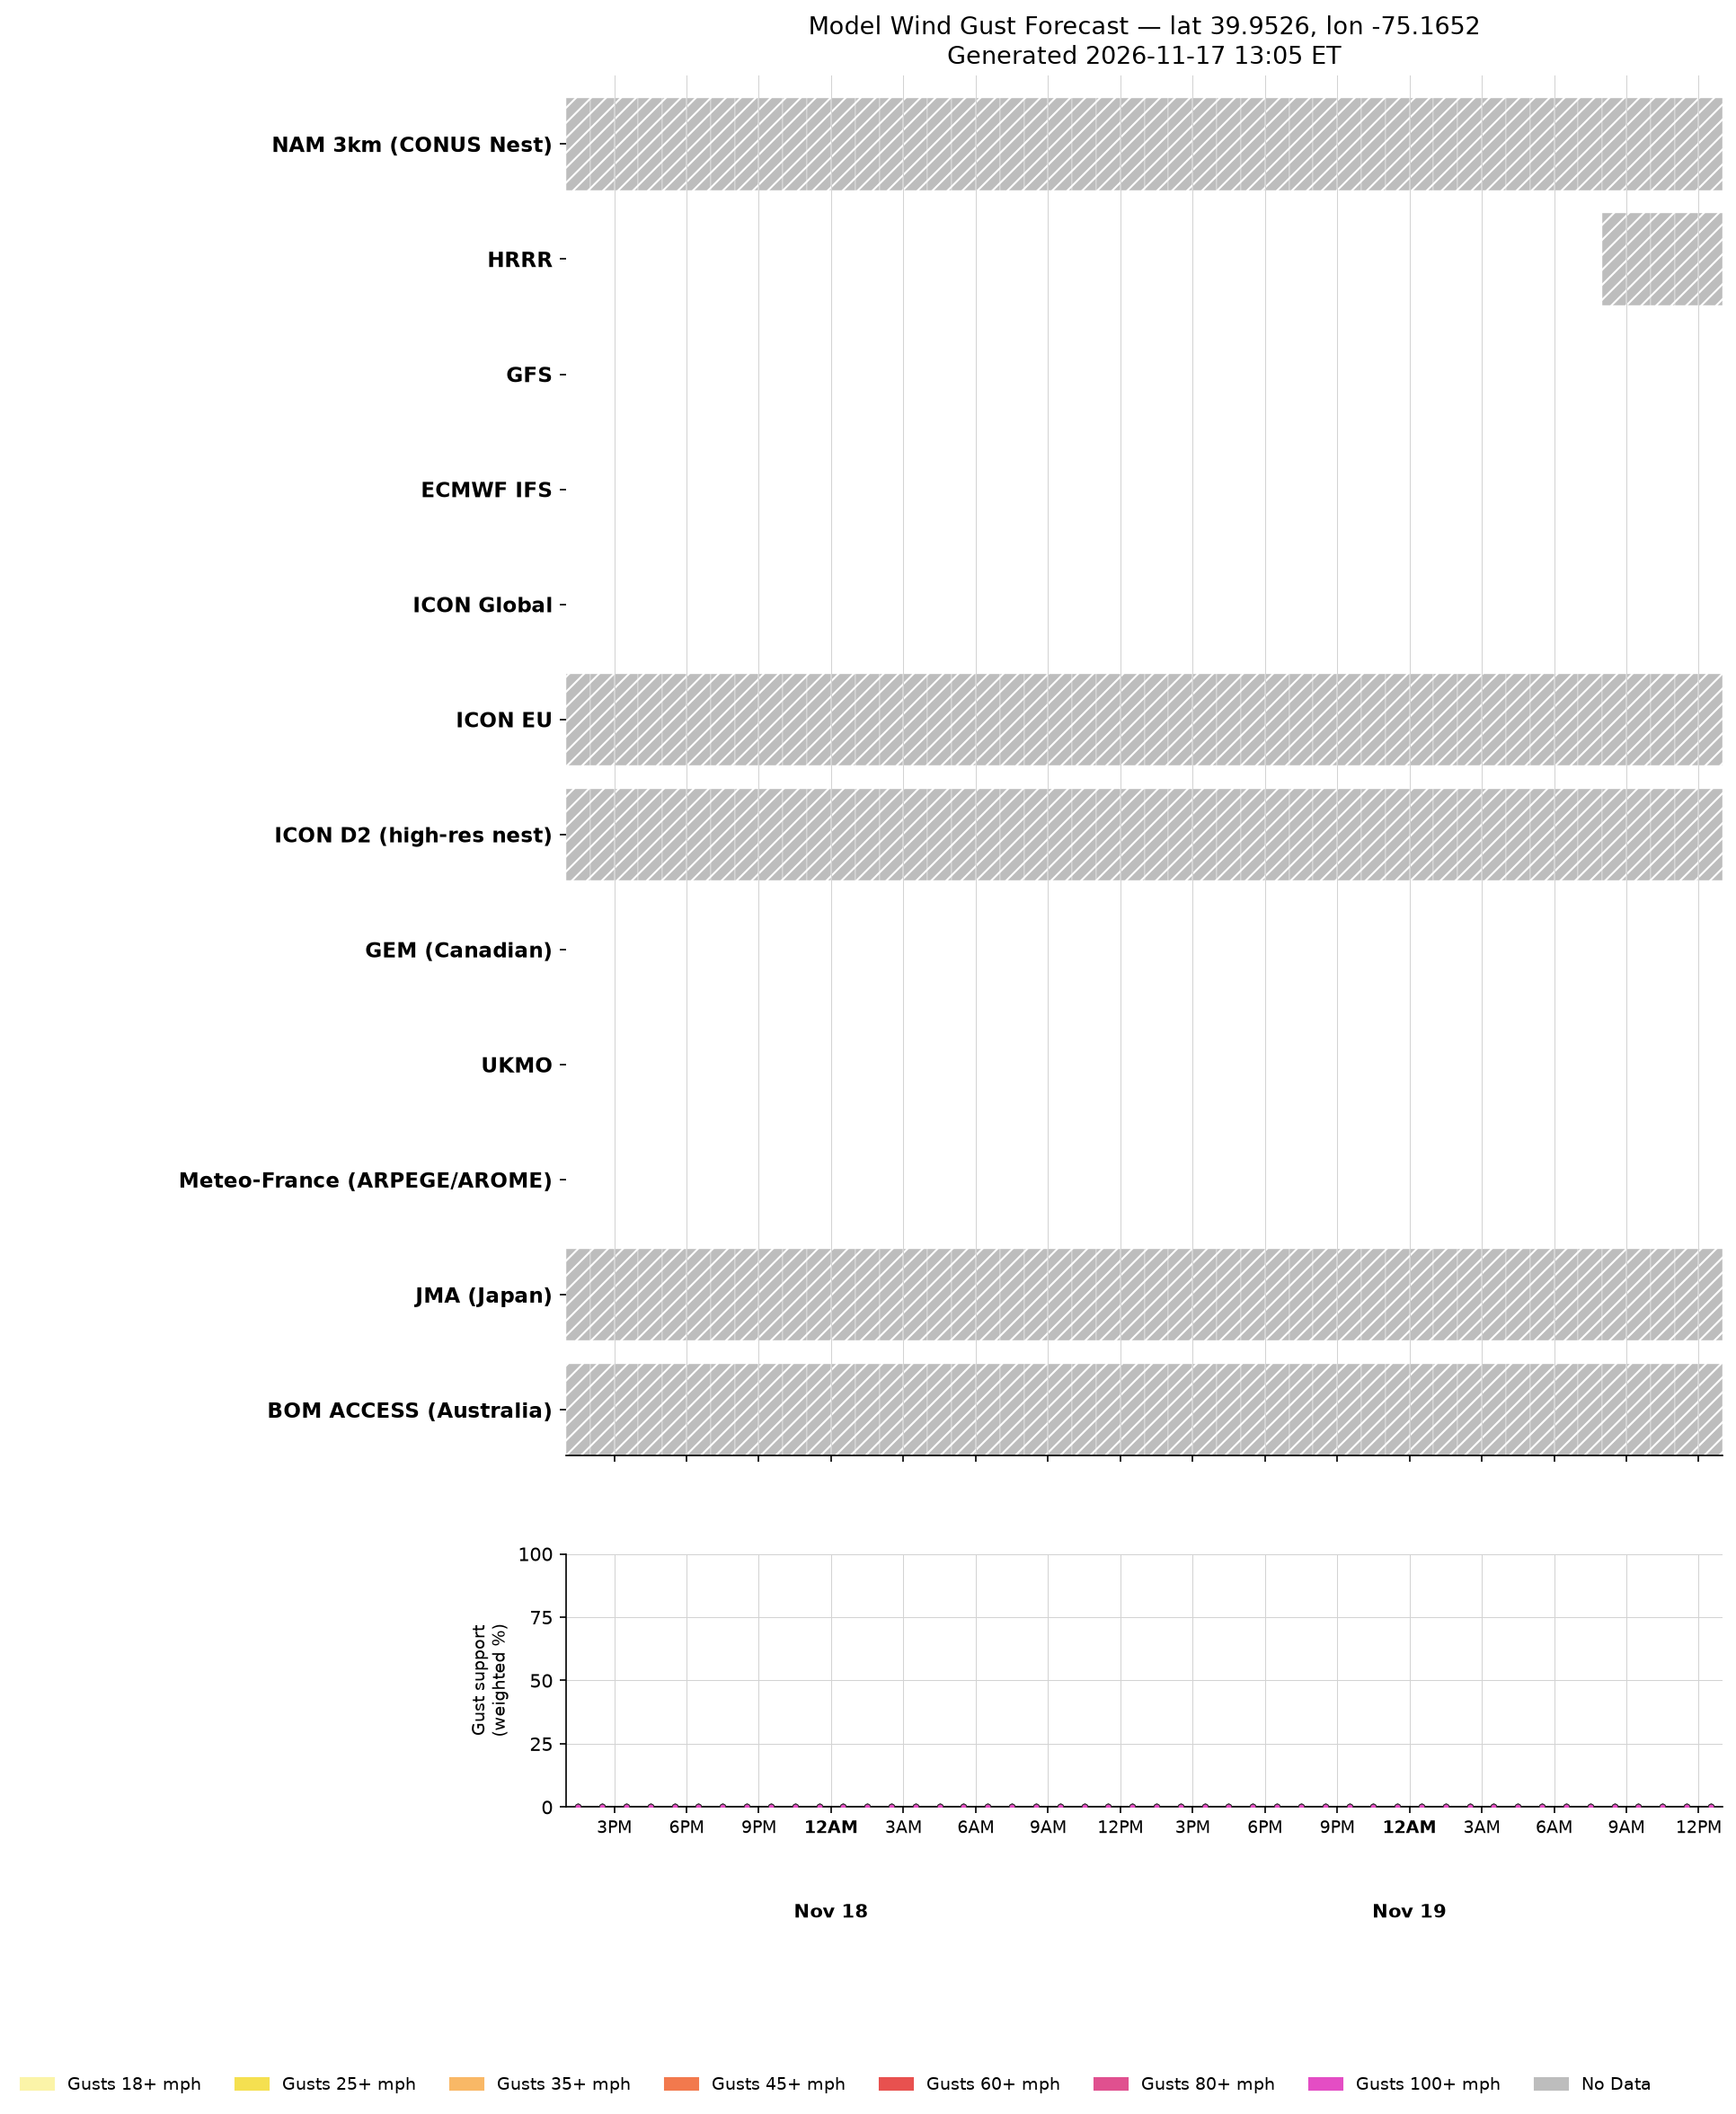 Model Wind Gust Forecast — lat 39.9526, lon -75.1652
Generated 2026-11-17 13:05 ET
NAM 3km (CONUS Nest)
HRRR
GFS
ECMWF IFS
ICON Global
ICON EU
ICON D2 (high-res nest)
GEM (Canadian)
UKMO
Meteo-France (ARPEGE/AROME)
JMA (Japan)
BOM ACCESS (Australia)
Gust support
(weighted %)
100
75
50
25
0
3PM 6PM 9PM 12AM 3AM 6AM 9AM 12PM 3PM 6PM 9PM 12AM 3AM 6AM 9AM 12PM
Nov 18 Nov 19
Gusts 18+ mph Gusts 25+ mph Gusts 35+ mph Gusts 45+ mph Gusts 60+ mph Gusts 80+ mph Gusts 100+ mph No Data